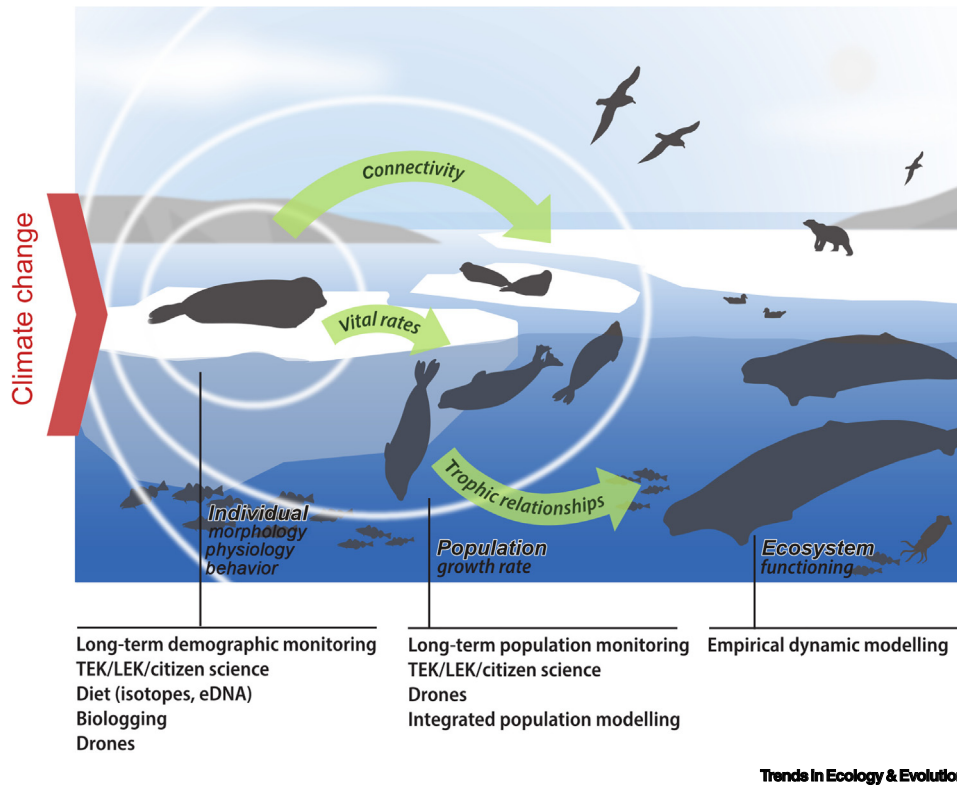 Climate change
Connectivity
Vital rates
Trophic relationships
Individual
morphology
physiology
behavior
Population
growth rate
Ecosystem
functioning
Long-term demographic monitoring
TEK/LEK/citizen science
Diet (isotopes, eDNA)
Biologging
Drones
Long-term population monitoring
TEK/LEK/citizen science
Drones
Integrated population modelling
Empirical dynamic modelling
Trends in Ecology & Evolution